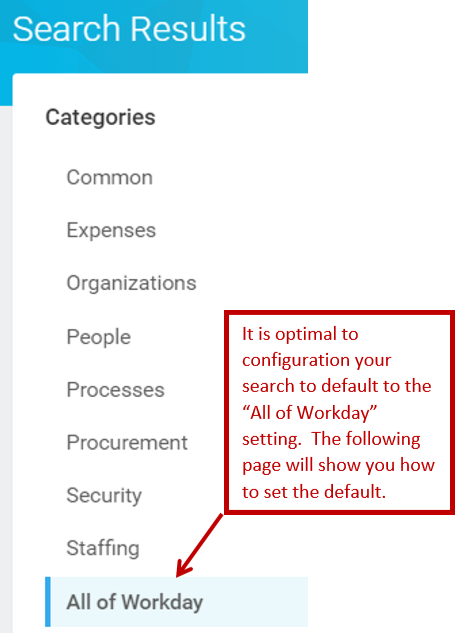 Search Results
Categories
Common
Expenses
Organizations
People
Processes
Procurement
Security
Staffing
All of Workday
It is optimal to
configuration your
search to default to the
“All of Workday”
setting.  The following
page will show you how
to set the default.